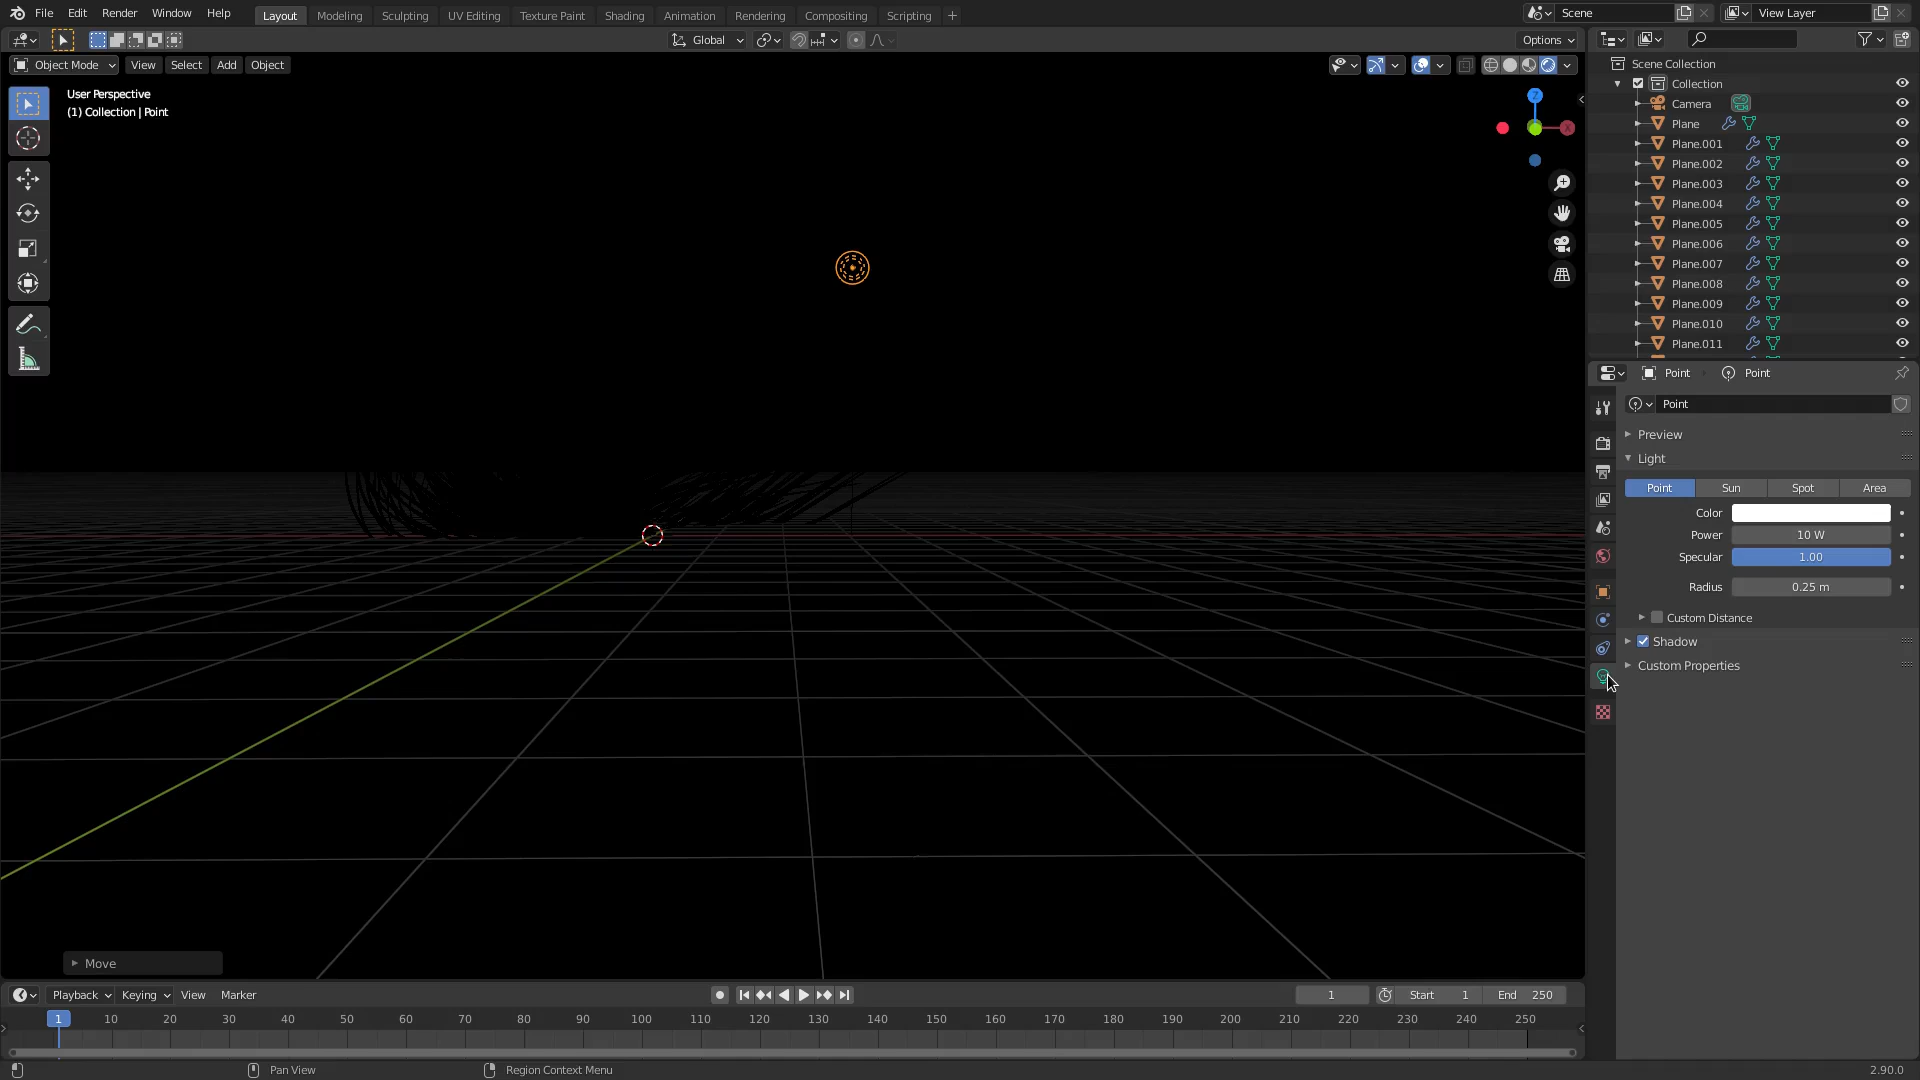 File Edit Render Window Help Layout Modeling Sculpting UV Editing Texture Paint Shading Animation Rendering Compositing Scripting + Scene View Layer
Global Options
Object Mode View Select Add Object
User Perspective
(1) Collection | Point
Z
X
Scene Collection
Collection
Camera
Plane
Plane.001
Plane.002
Plane.003
Plane.004
Plane.005
Plane.006
Plane.007
Plane.008
Plane.009
Plane.010
Plane.011
Point Point
Point
Preview
Light
Point Sun Spot Area
Color
Power 10 W
Specular 1.00
Radius 0.25 m
Custom Distance
Shadow
Custom Properties
Move
Playback Keying View Marker 1 Start 1 End 250
1 10 20 30 40 50 60 70 80 90 100 110 120 130 140 150 160 170 180 190 200 210 220 230 240 250
Pan View Region Context Menu 2.90.0